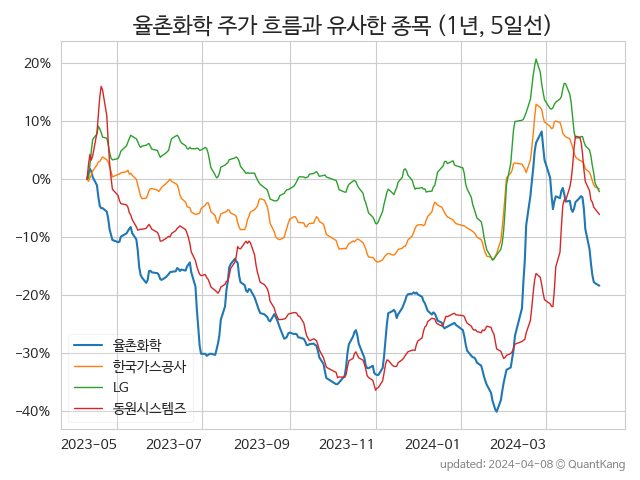 율촌화학 주가 흐름과 유사한 종목 (1년, 5일선)
20%
10%
0%
−10%
−20%
−30%
−40%
율촌화학
한국가스공사
LG
동원시스템즈
2023-05 2023-07 2023-09 2023-11 2024-01 2024-03
updated: 2024-04-08 ⓒ QuantKang